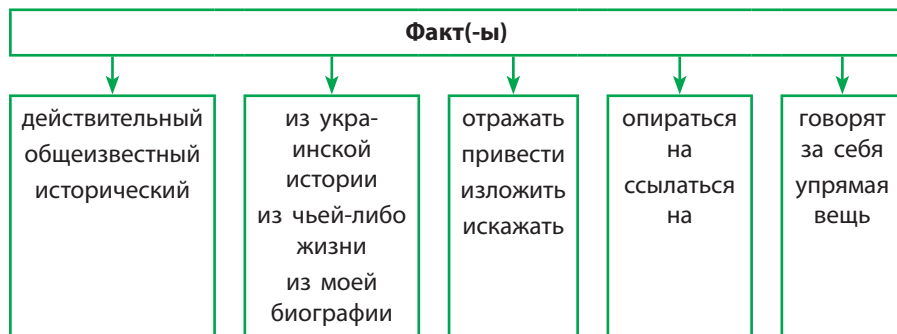 Факт(-ы)
действительный
общеизвестный
исторический
из укра-
инской
истории
из чьей-либо
жизни
из моей
биографии
отражать
привести
изложить
искажать
опираться
на
ссылаться
на
говорят
за себя
упрямая
вещь